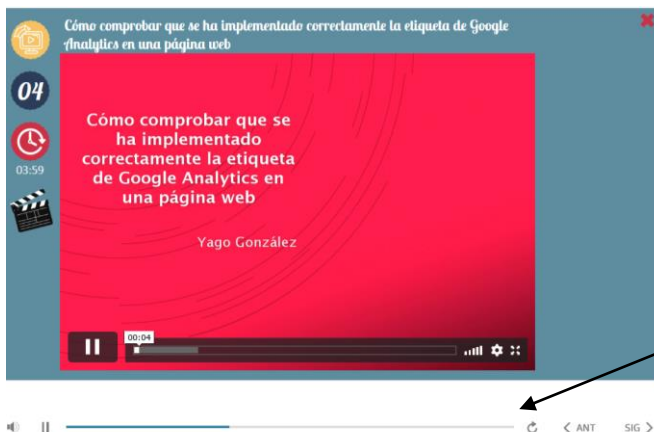 Cómo comprobar que se ha implementado correctamente la etiqueta de Google
Analytics en una página web
04
03:59
Cómo comprobar que se
ha implementado
correctamente la etiqueta
de Google Analytics en
una página web
Yago González
00:04
ANT
SIG